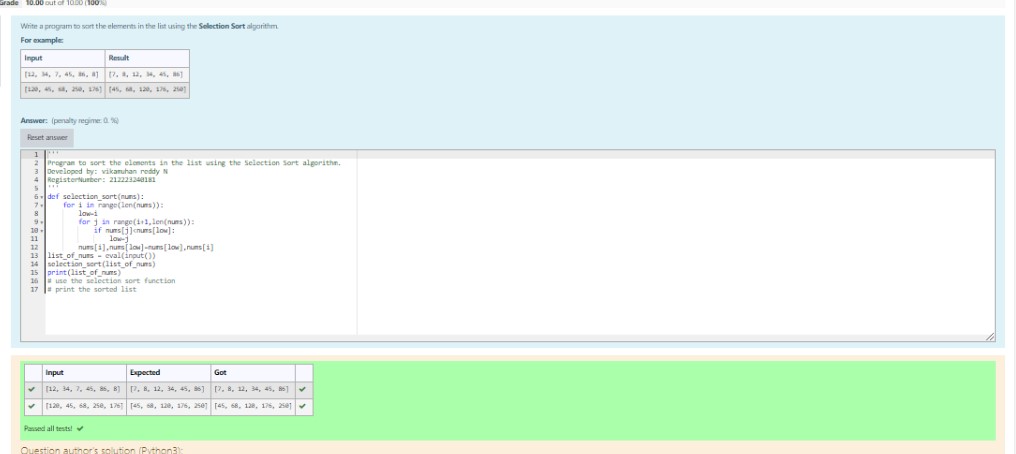 Grade 10.00 out of 10.00 (100%)
Write a program to sort the elements in the list using the Selection Sort algorithm.
For example:
Input Result
[12, 34, 7, 45, 86, 8] [7, 8, 12, 34, 45, 86]
[120, 45, 68, 250, 176] [45, 68, 120, 176, 250]
Answer: (penalty regime: 0 %)
Reset answer
1 '''
2 Program to sort the elements in the list using the Selection Sort algorithm.
3 Developed by: vikamuhan reddy N
4 RegisterNumber: 212223240181
5 '''
6 def selection_sort(nums):
7 for i in range(len(nums)):
8 low=i
9 for j in range(i+1,len(nums)):
10 if nums[j]<nums[low]:
11 low=j
12 nums[i],nums[low]=nums[low],nums[i]
13 list_of_nums = eval(input())
14 selection_sort(list_of_nums)
15 print(list_of_nums)
16 # use the selection sort function
17 # print the sorted list
Input Expected Got
[12, 34, 7, 45, 86, 8] [7, 8, 12, 34, 45, 86] [7, 8, 12, 34, 45, 86]
[120, 45, 68, 250, 176] [45, 68, 120, 176, 250] [45, 68, 120, 176, 250]
Passed all tests!
Question author's solution (Python3):